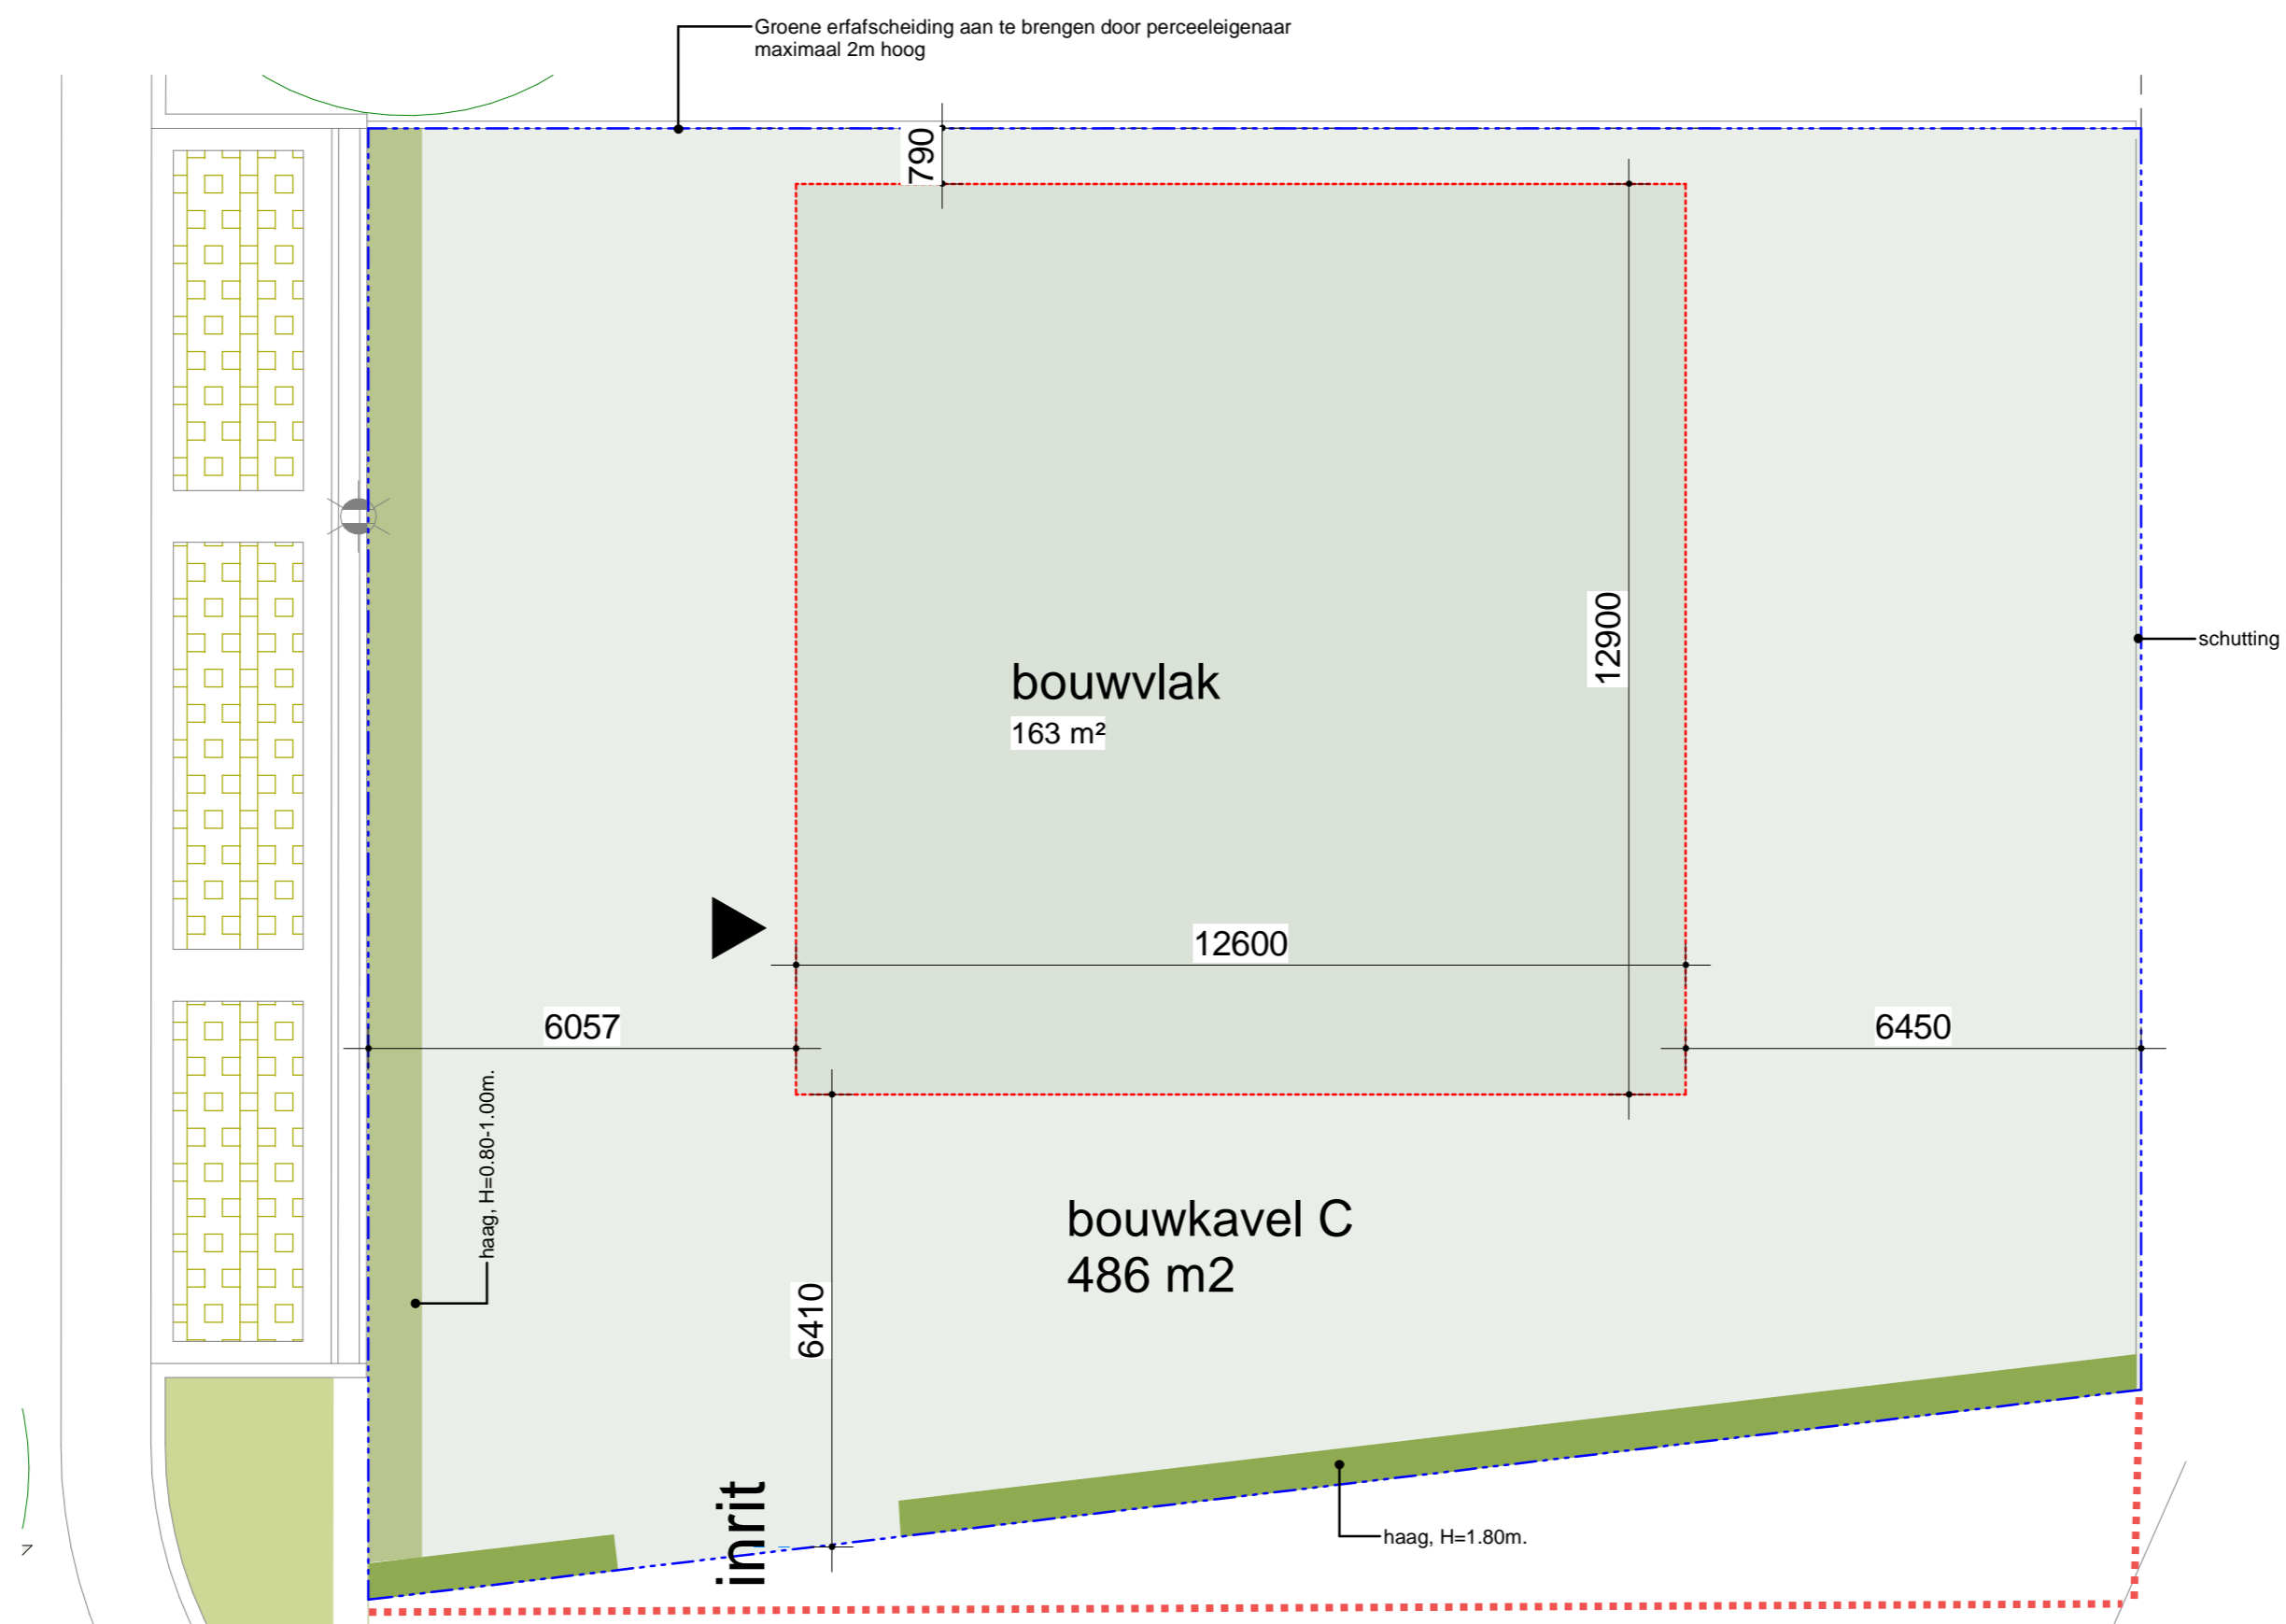 Groene erfafscheiding aan te brengen door perceeleigenaar
maximaal 2m hoog
790
12900
schutting
bouwvlak
163 m²
12600
6057
6450
haag, H=0.80-1.00m.
bouwkavel C
486 m2
6410
inrit
haag, H=1.80m.